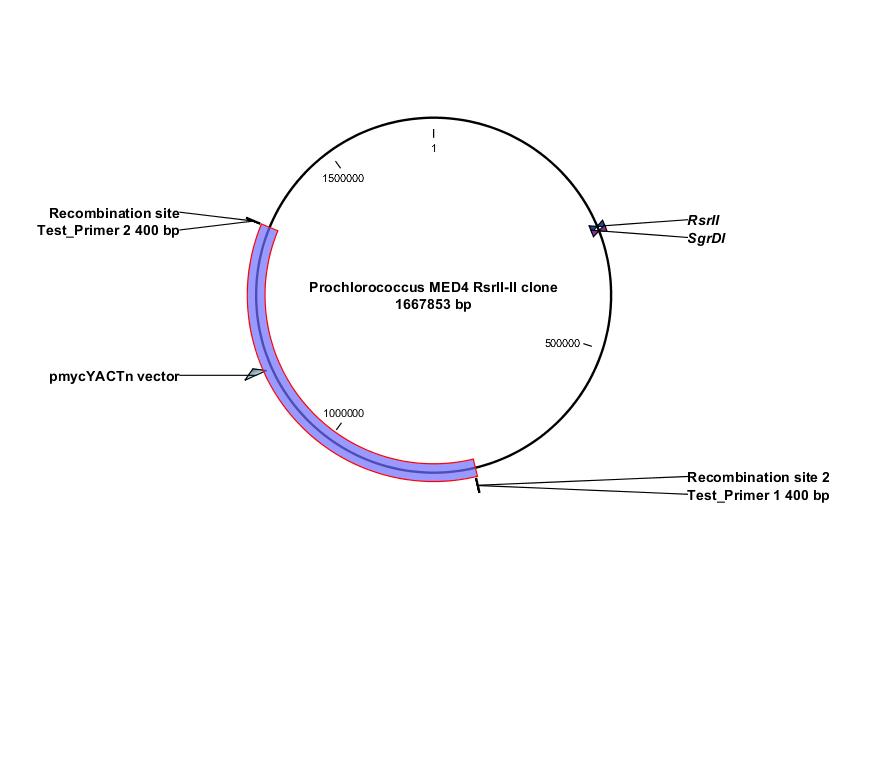 1
1500000
Recombination site
Test_Primer 2 400 bp
RsrII
SgrDI
Prochlorococcus MED4 RsrII-II clone
1667853 bp
500000
pmycYACTn vector
1000000
Recombination site 2
Test_Primer 1 400 bp